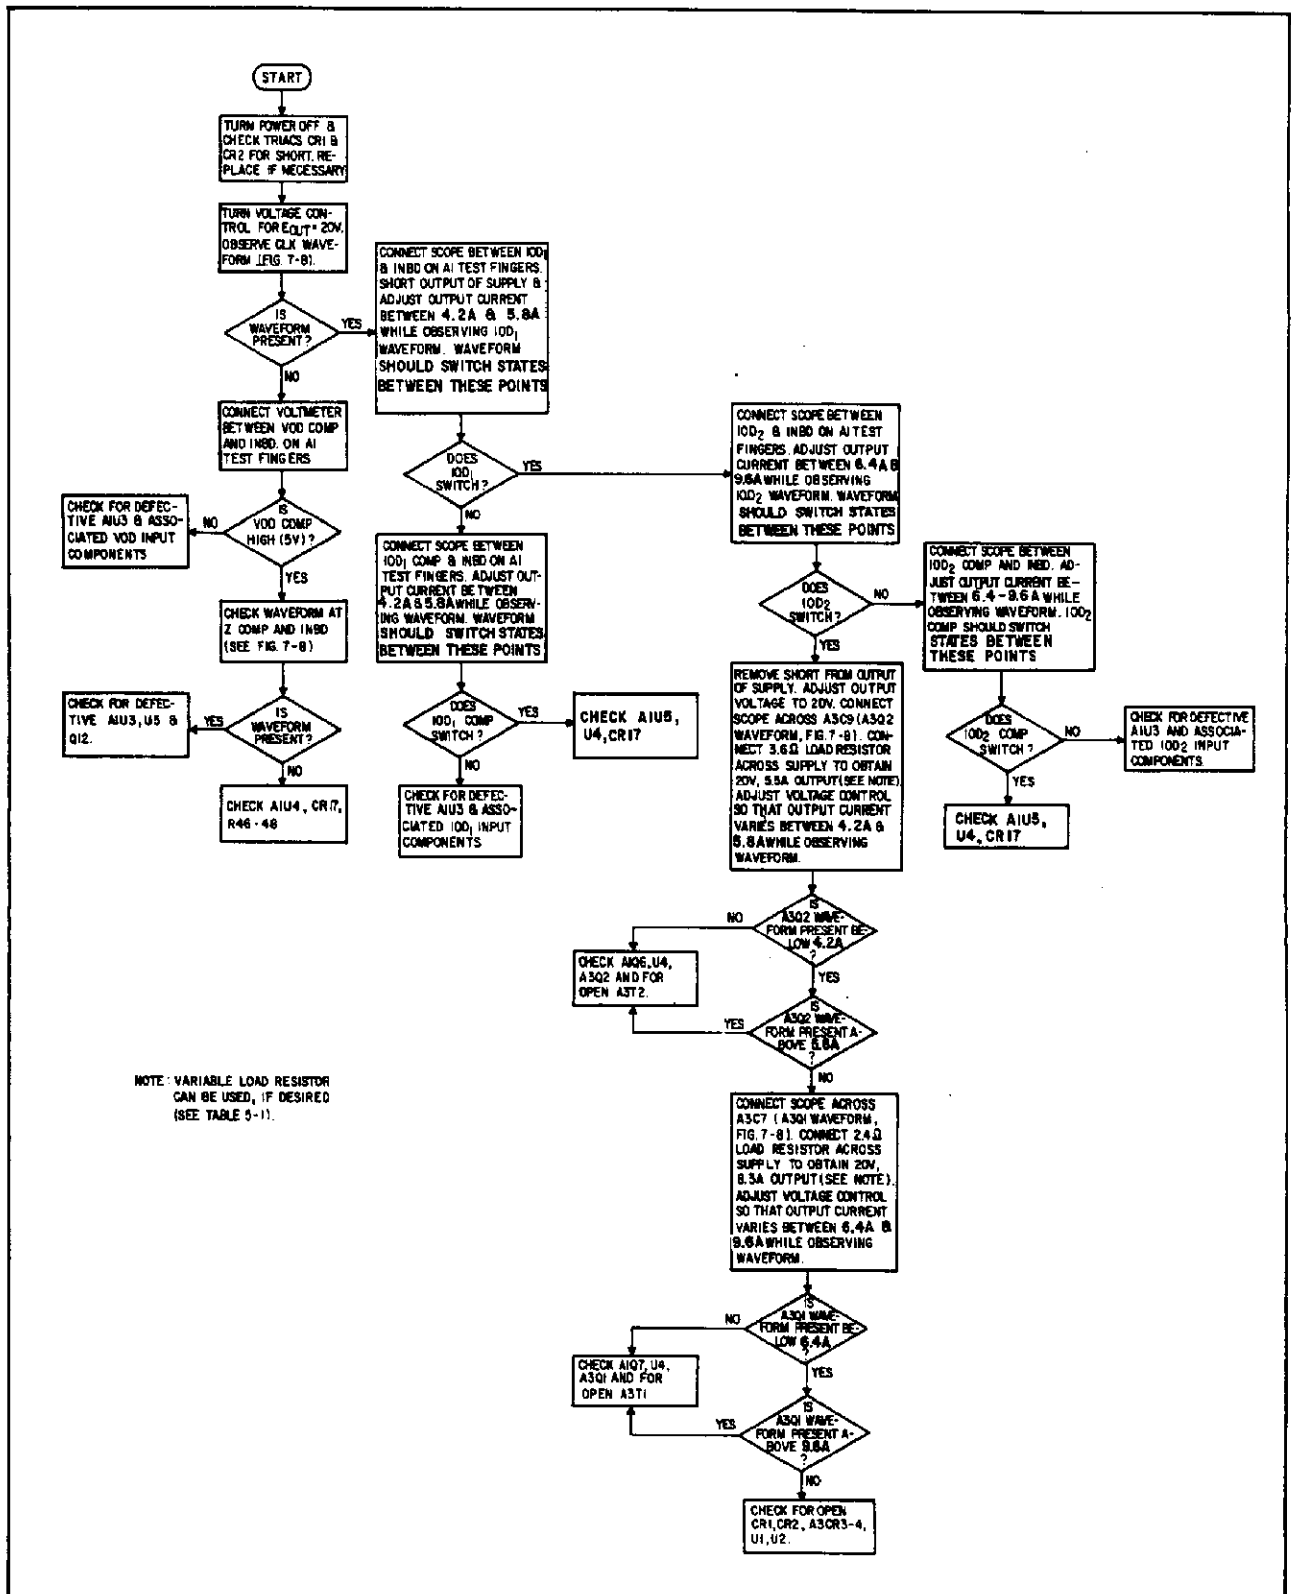 START
TURN POWER OFF &
CHECK TRIACS CR1 &
CR2 FOR SHORT. RE-
PLACE IF NECESSARY
TURN VOLTAGE CON-
TROL FOR EOUT = 20V.
OBSERVE CLK WAVE-
FORM (FIG. 7-8).
IS
WAVEFORM
PRESENT?
YES
NO
CONNECT SCOPE BETWEEN IOD1
& INBD ON A1 TEST FINGERS.
SHORT OUTPUT OF SUPPLY &
ADJUST OUTPUT CURRENT
BETWEEN 4.2A & 5.8A
WHILE OBSERVING IOD1
WAVEFORM. WAVEFORM
SHOULD SWITCH STATES
BETWEEN THESE POINTS
CONNECT VOLTMETER
BETWEEN VOD COMP
AND INBD. ON A1
TEST FINGERS
IS
VOD COMP
HIGH (5V)?
NO
YES
CHECK FOR DEFEC-
TIVE A1U3 & ASSO-
CIATED VOD INPUT
COMPONENTS
CHECK WAVEFORM AT
Z COMP AND INBD
(SEE FIG. 7-8)
IS
WAVEFORM
PRESENT?
YES
NO
CHECK FOR DEFEC-
TIVE A1U3, U5 &
Q12.
CHECK A1U4, CR17,
R46-48
DOES
IOD1
SWITCH?
YES
NO
CONNECT SCOPE BETWEEN
IOD1 COMP & INBD ON A1
TEST FINGERS. ADJUST OUT-
PUT CURRENT BETWEEN
4.2A & 5.8A WHILE OBSERV-
ING WAVEFORM. WAVEFORM
SHOULD SWITCH STATES
BETWEEN THESE POINTS
DOES
IOD1 COMP
SWITCH?
YES
NO
CHECK A1U5,
U4, CR17
CHECK FOR DEFEC-
TIVE A1U3 & ASSO-
CIATED IOD1 INPUT
COMPONENTS
CONNECT SCOPE BETWEEN
IOD2 & INBD ON A1 TEST
FINGERS. ADJUST OUTPUT
CURRENT BETWEEN 6.4A &
9.6A WHILE OBSERVING
IOD2 WAVEFORM. WAVEFORM
SHOULD SWITCH STATES
BETWEEN THESE POINTS
DOES
IOD2
SWITCH?
NO
YES
CONNECT SCOPE BETWEEN
IOD2 COMP AND INBD. AD-
JUST OUTPUT CURRENT BE-
TWEEN 6.4-9.6A WHILE
OBSERVING WAVEFORM. IOD2
COMP SHOULD SWITCH
STATES BETWEEN
THESE POINTS
DOES
IOD2 COMP
SWITCH?
NO
YES
CHECK FOR DEFECTIVE
A1U3 AND ASSOCIA-
TED IOD2 INPUT
COMPONENTS
CHECK A1U5,
U4, CR17
REMOVE SHORT FROM OUTPUT
OF SUPPLY. ADJUST OUTPUT
VOLTAGE TO 20V. CONNECT
SCOPE ACROSS A3C9 (A3Q2
WAVEFORM, FIG. 7-8). CON-
NECT 3.6Ω LOAD RESISTOR
ACROSS SUPPLY TO OBTAIN
20V, 5.5A OUTPUT (SEE NOTE).
ADJUST VOLTAGE CONTROL
SO THAT OUTPUT CURRENT
VARIES BETWEEN 4.2A &
5.8A WHILE OBSERVING
WAVEFORM.
IS
A3Q2 WAVE-
FORM PRESENT BE-
LOW 4.2A
?
NO
YES
CHECK A1Q6, U4,
A3Q2 AND FOR
OPEN A3T2.
IS
A3Q2 WAVE-
FORM PRESENT A-
BOVE 5.8A
?
YES
NO
NOTE: VARIABLE LOAD RESISTOR
CAN BE USED, IF DESIRED
(SEE TABLE 5-1).
CONNECT SCOPE ACROSS
A3C7 (A3Q1 WAVEFORM,
FIG. 7-8). CONNECT 2.4Ω
LOAD RESISTOR ACROSS
SUPPLY TO OBTAIN 20V,
8.3A OUTPUT (SEE NOTE).
ADJUST VOLTAGE CONTROL
SO THAT OUTPUT CURRENT
VARIES BETWEEN 6.4A &
9.6A WHILE OBSERVING
WAVEFORM.
IS
A3Q1 WAVE-
FORM PRESENT BE-
LOW 6.4A
?
NO
YES
CHECK A1Q7, U4,
A3Q1 AND FOR
OPEN A3T1
IS
A3Q1 WAVE-
FORM PRESENT A-
BOVE 9.6A
?
YES
NO
CHECK FOR OPEN
CR1, CR2, A3CR3-4,
U1, U2.